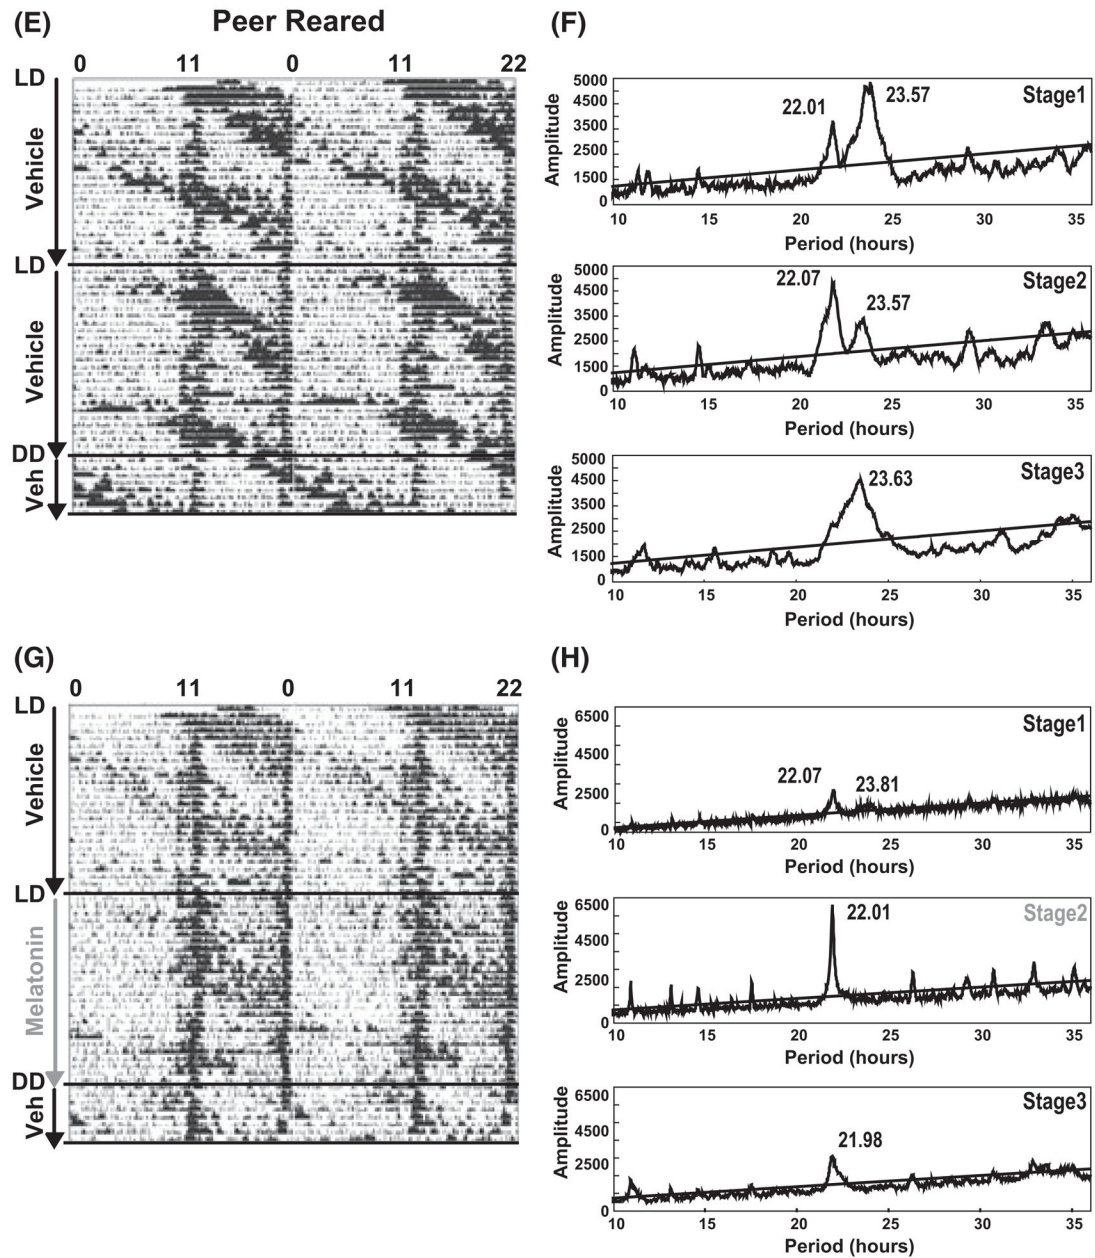 (E)
Peer Reared
0 11 0 11 22
LD
Vehicle
LD
Vehicle
DD
Veh
(F)
Stage1
5000
4500
3500
2500
1500
0
Amplitude
22.01
23.57
10 15 20 25 30 35
Period (hours)
Stage2
5000
4500
3500
2500
1500
0
Amplitude
22.07
23.57
10 15 20 25 30 35
Period (hours)
Stage3
5000
4500
3500
2500
1500
0
Amplitude
23.63
10 15 20 25 30 35
Period (hours)
(G)
0 11 0 11 22
LD
Vehicle
LD
Melatonin
DD
Veh
(H)
Stage1
6500
4500
2500
0
Amplitude
22.07
23.81
10 15 20 25 30 35
Period (hours)
Stage2
6500
4500
2500
0
Amplitude
22.01
10 15 20 25 30 35
Period (hours)
Stage3
6500
4500
2500
0
Amplitude
21.98
10 15 20 25 30 35
Period (hours)